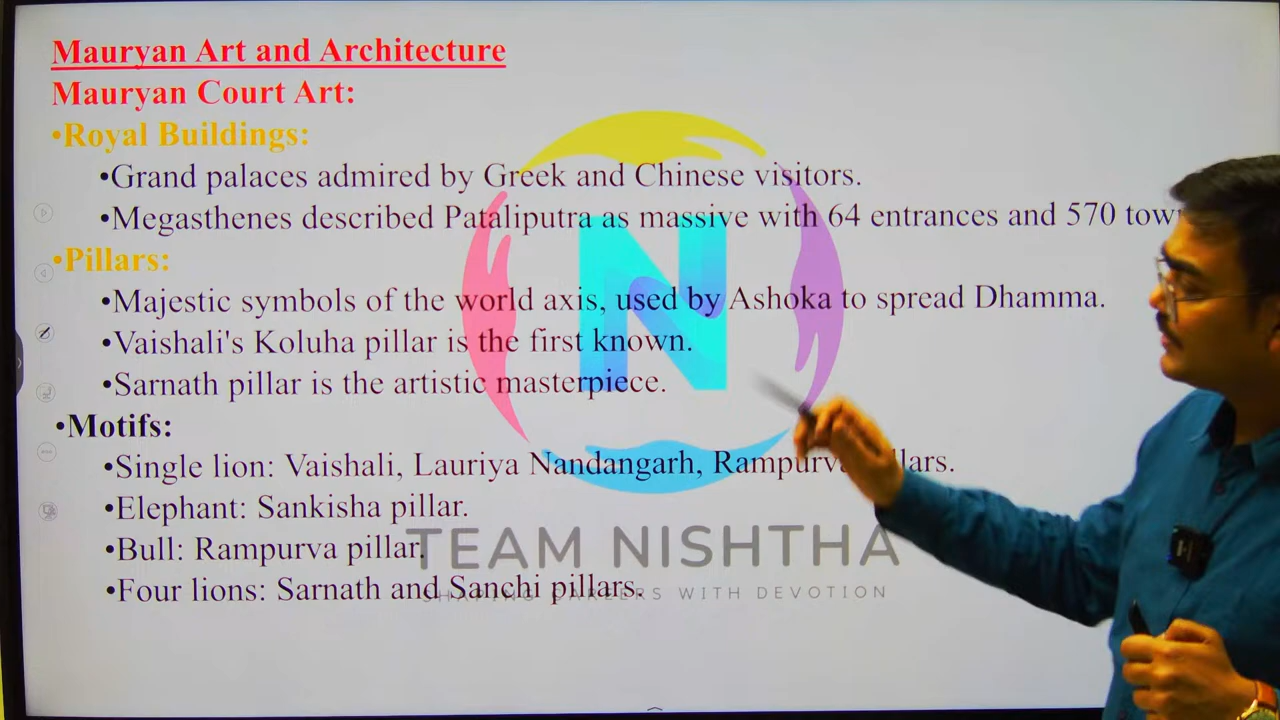 Mauryan Art and Architecture
Mauryan Court Art:
•Royal Buildings:
•Grand palaces admired by Greek and Chinese visitors.
•Megasthenes described Pataliputra as massive with 64 entrances and 570
•Pillars:
•Majestic symbols of the world axis, used by Ashoka to spread Dhamma.
•Vaishali's Koluha pillar is the first known.
•Sarnath pillar is the artistic masterpiece.
•Motifs:
•Single lion: Vaishali, Lauriya Nandangarh,
•Elephant: Sankisha pillar.
•Bull: Rampurva pillar.
•Four lions: Sarnath and Sanchi pillars.
N
TEAM NISHTHA
WITH DEVOTION